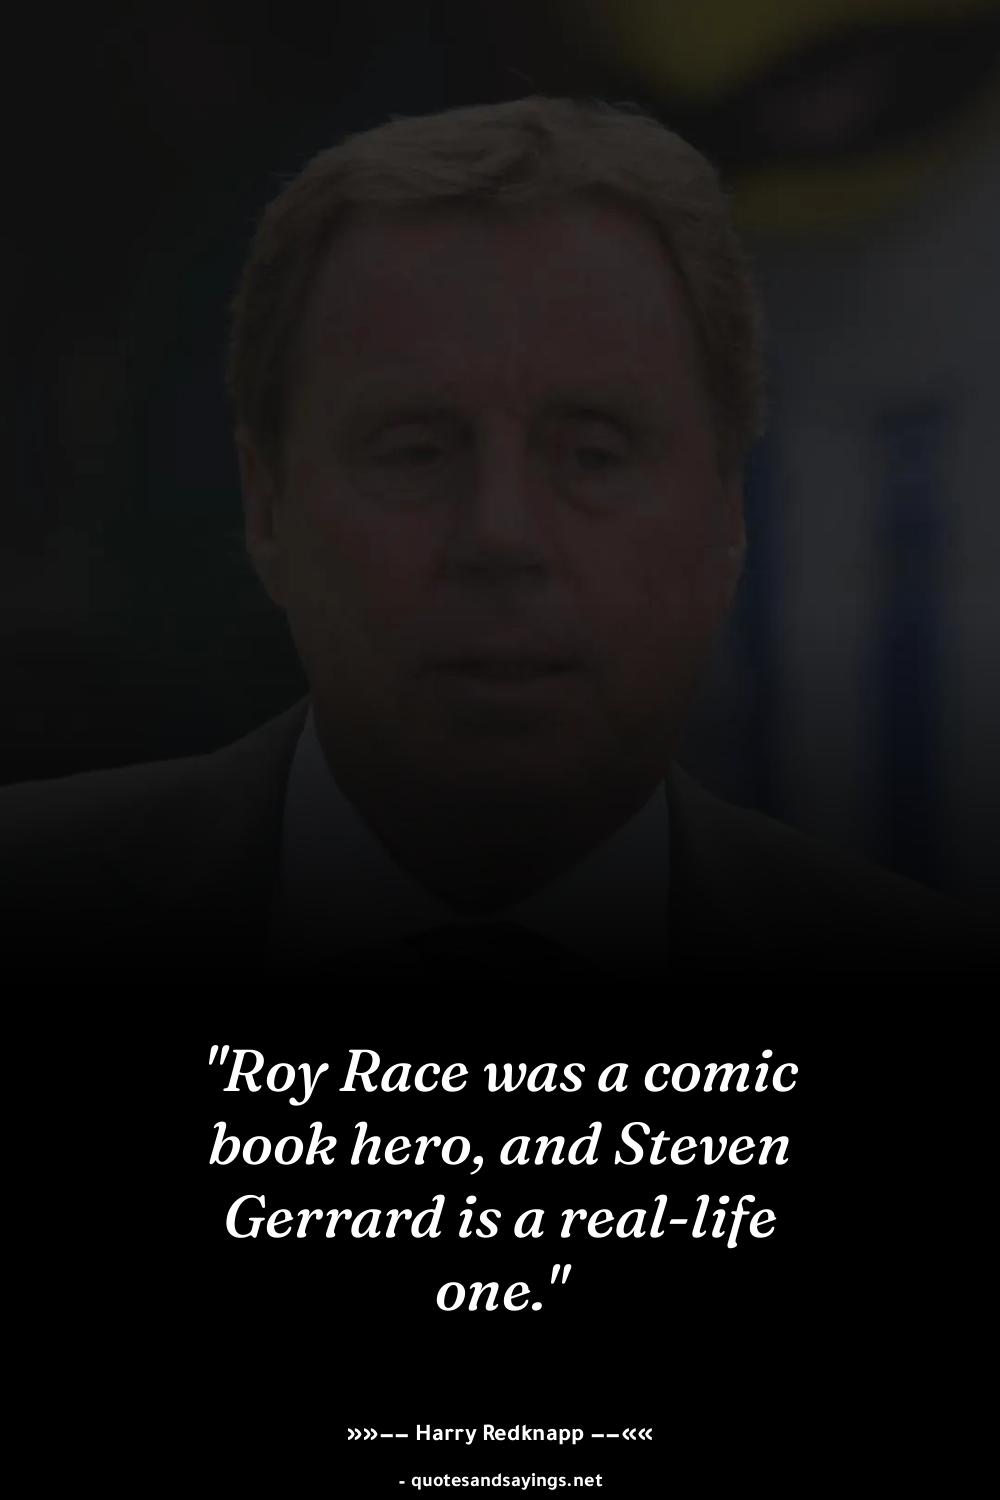 "Roy Race was a comic
book hero, and Steven
Gerrard is a real-life
one."
»»—— Harry Redknapp ——««
- quotesandsayings.net